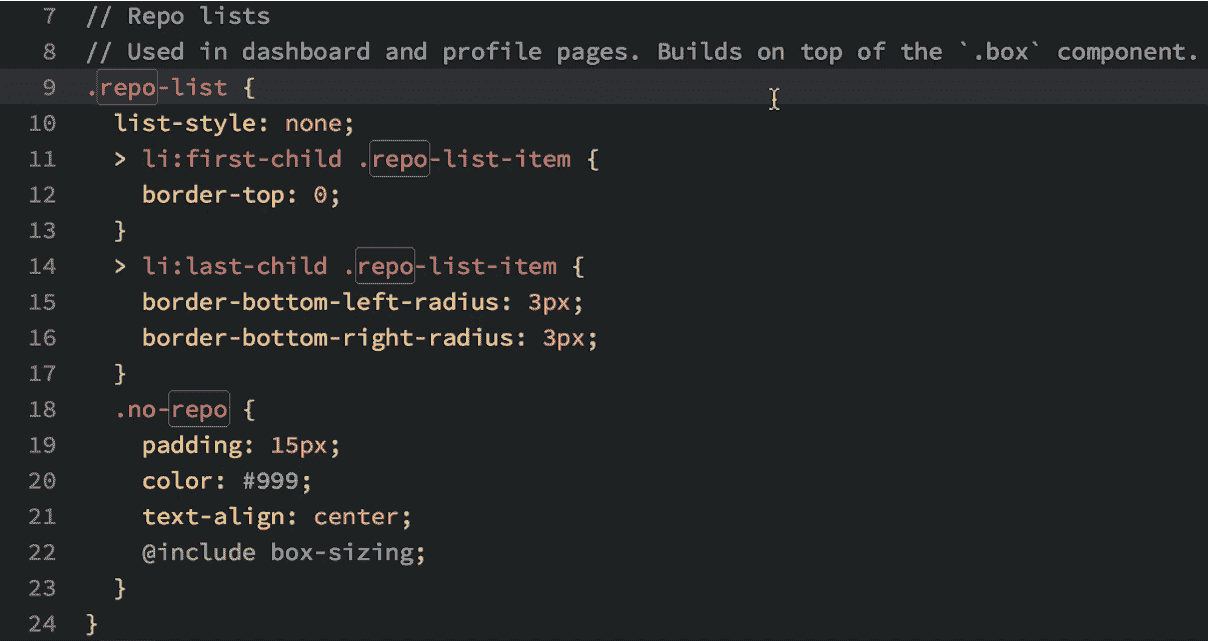 7 // Repo lists
8 // Used in dashboard and profile pages. Builds on top of the `.box` component.
9 .repo-list {
10   list-style: none;
11   > li:first-child .repo-list-item {
12     border-top: 0;
13   }
14   > li:last-child .repo-list-item {
15     border-bottom-left-radius: 3px;
16     border-bottom-right-radius: 3px;
17   }
18   .no-repo {
19     padding: 15px;
20     color: #999;
21     text-align: center;
22     @include box-sizing;
23   }
24 }